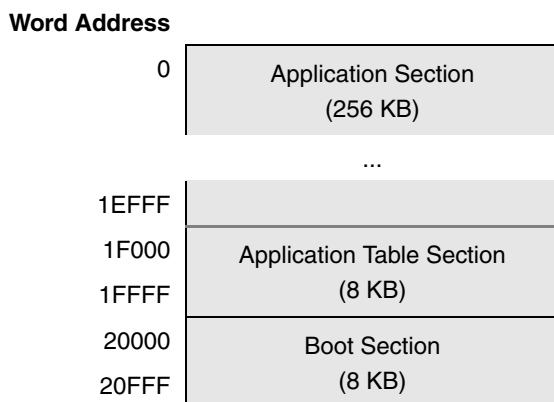 Word Address
0
Application Section
(256 KB)
...
1EFFF
1F000
Application Table Section
1FFFF
(8 KB)
20000
Boot Section
20FFF
(8 KB)